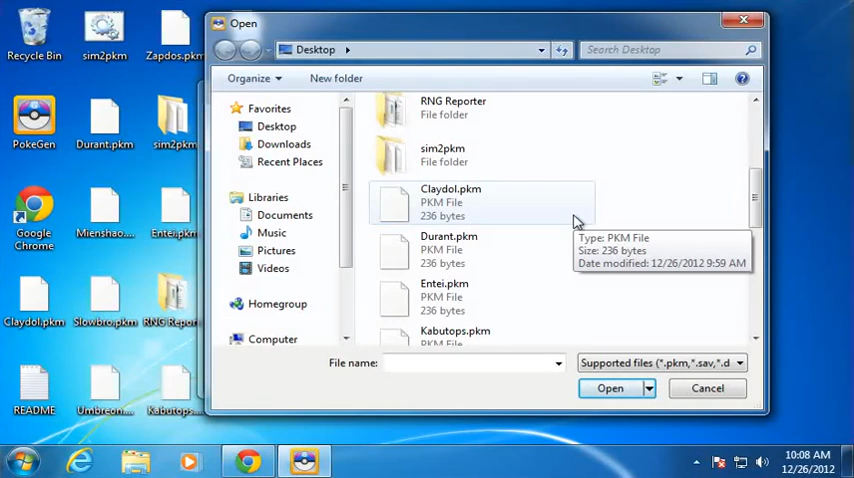 Open
Recycle Bin
sim2pkm
Zapdos.pkm
Desktop
Search Desktop
Organize
New folder
PokeGen
Durant.pkm
sim2pkm
Favorites
Desktop
Downloads
Recent Places
RNG Reporter
File folder
sim2pkm
File folder
Google
Chrome
Mienshao.pkm
Entei.pkm
Libraries
Documents
Music
Pictures
Videos
Claydol.pkm
PKM File
236 bytes
Durant.pkm
PKM File
236 bytes
Type: PKM File
Size: 236 bytes
Date modified: 12/26/2012 9:59 AM
Entei.pkm
PKM File
236 bytes
Claydol.pkm
Slowbro.pkm
RNG Report
Homegroup
Computer
Kabutops.pkm
PKM File
File name:
Supported files (*.pkm,*.sav,*.d
Open
Cancel
README
Umbreon....
Kabutops....
10:08 AM
12/26/2012